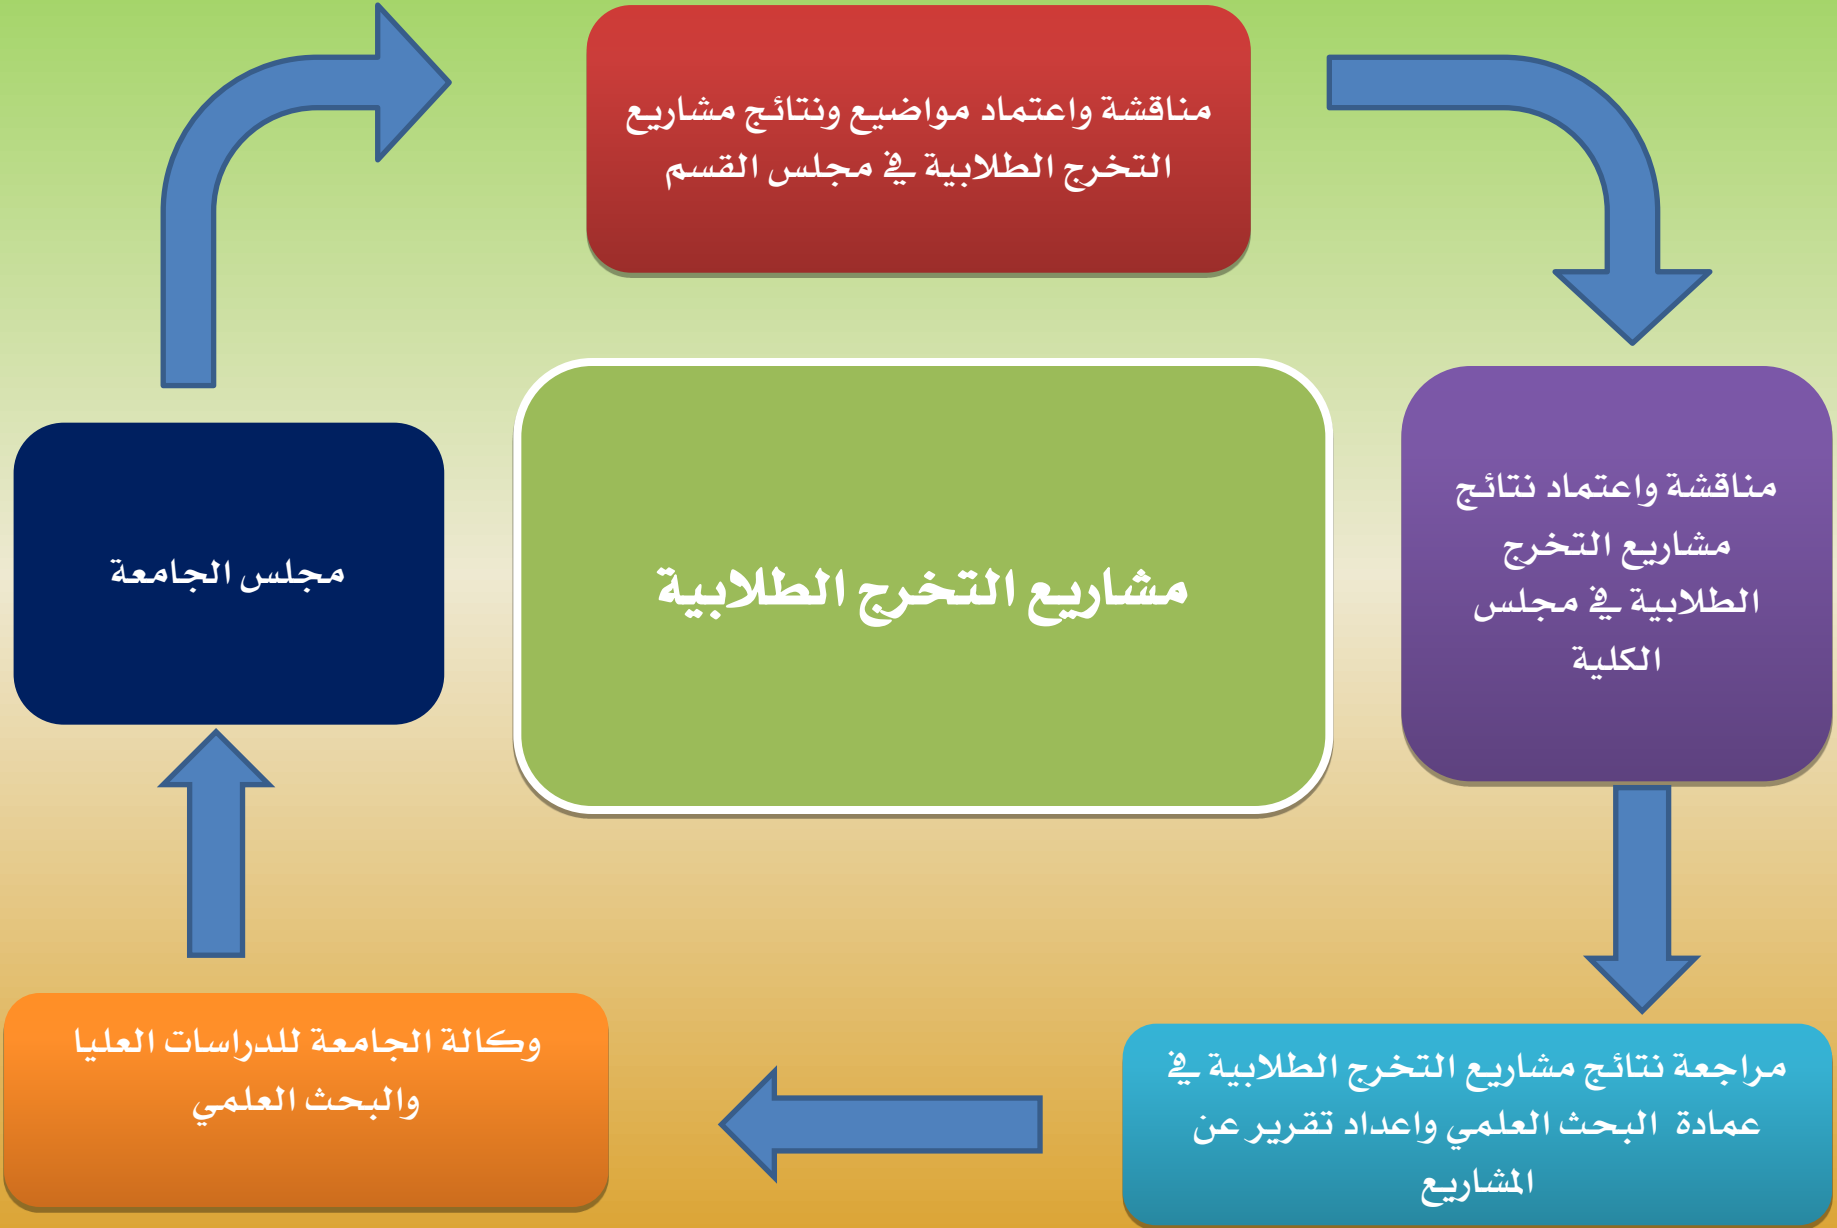 مناقشة واعتماد مواضيع ونتائج مشاريع
التخرج الطلابية في مجلس القسم
مناقشة واعتماد نتائج
مشاريع التخرج
الطلابية في مجلس
الكلية
مراجعة نتائج مشاريع التخرج الطلابية في
عمادة البحث العلمي واعداد تقرير عن
المشاريع
وكالة الجامعة للدراسات العليا
والبحث العلمي
مجلس الجامعة
مشاريع التخرج الطلابية